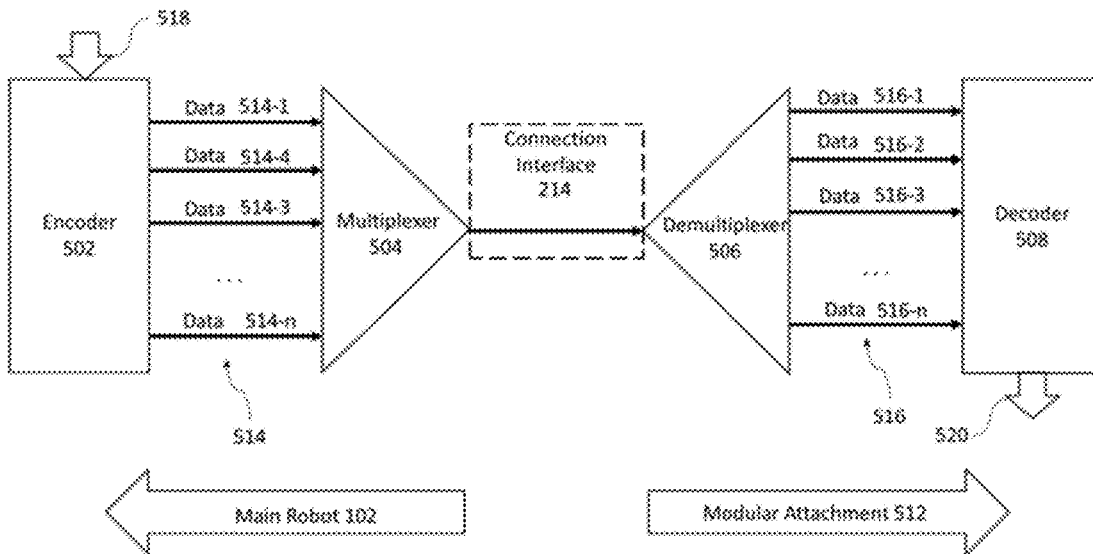 518
Data 514-1
Data 514-4
Data 514-3
...
Data 514-n
514
Encoder
502
Multiplexer
504
Connection
Interface
214
Demultiplexer
506
Data 516-1
Data 516-2
Data 516-3
...
Data 516-n
516
Decoder
508
520
Main Robot 102
Modular Attachment 512